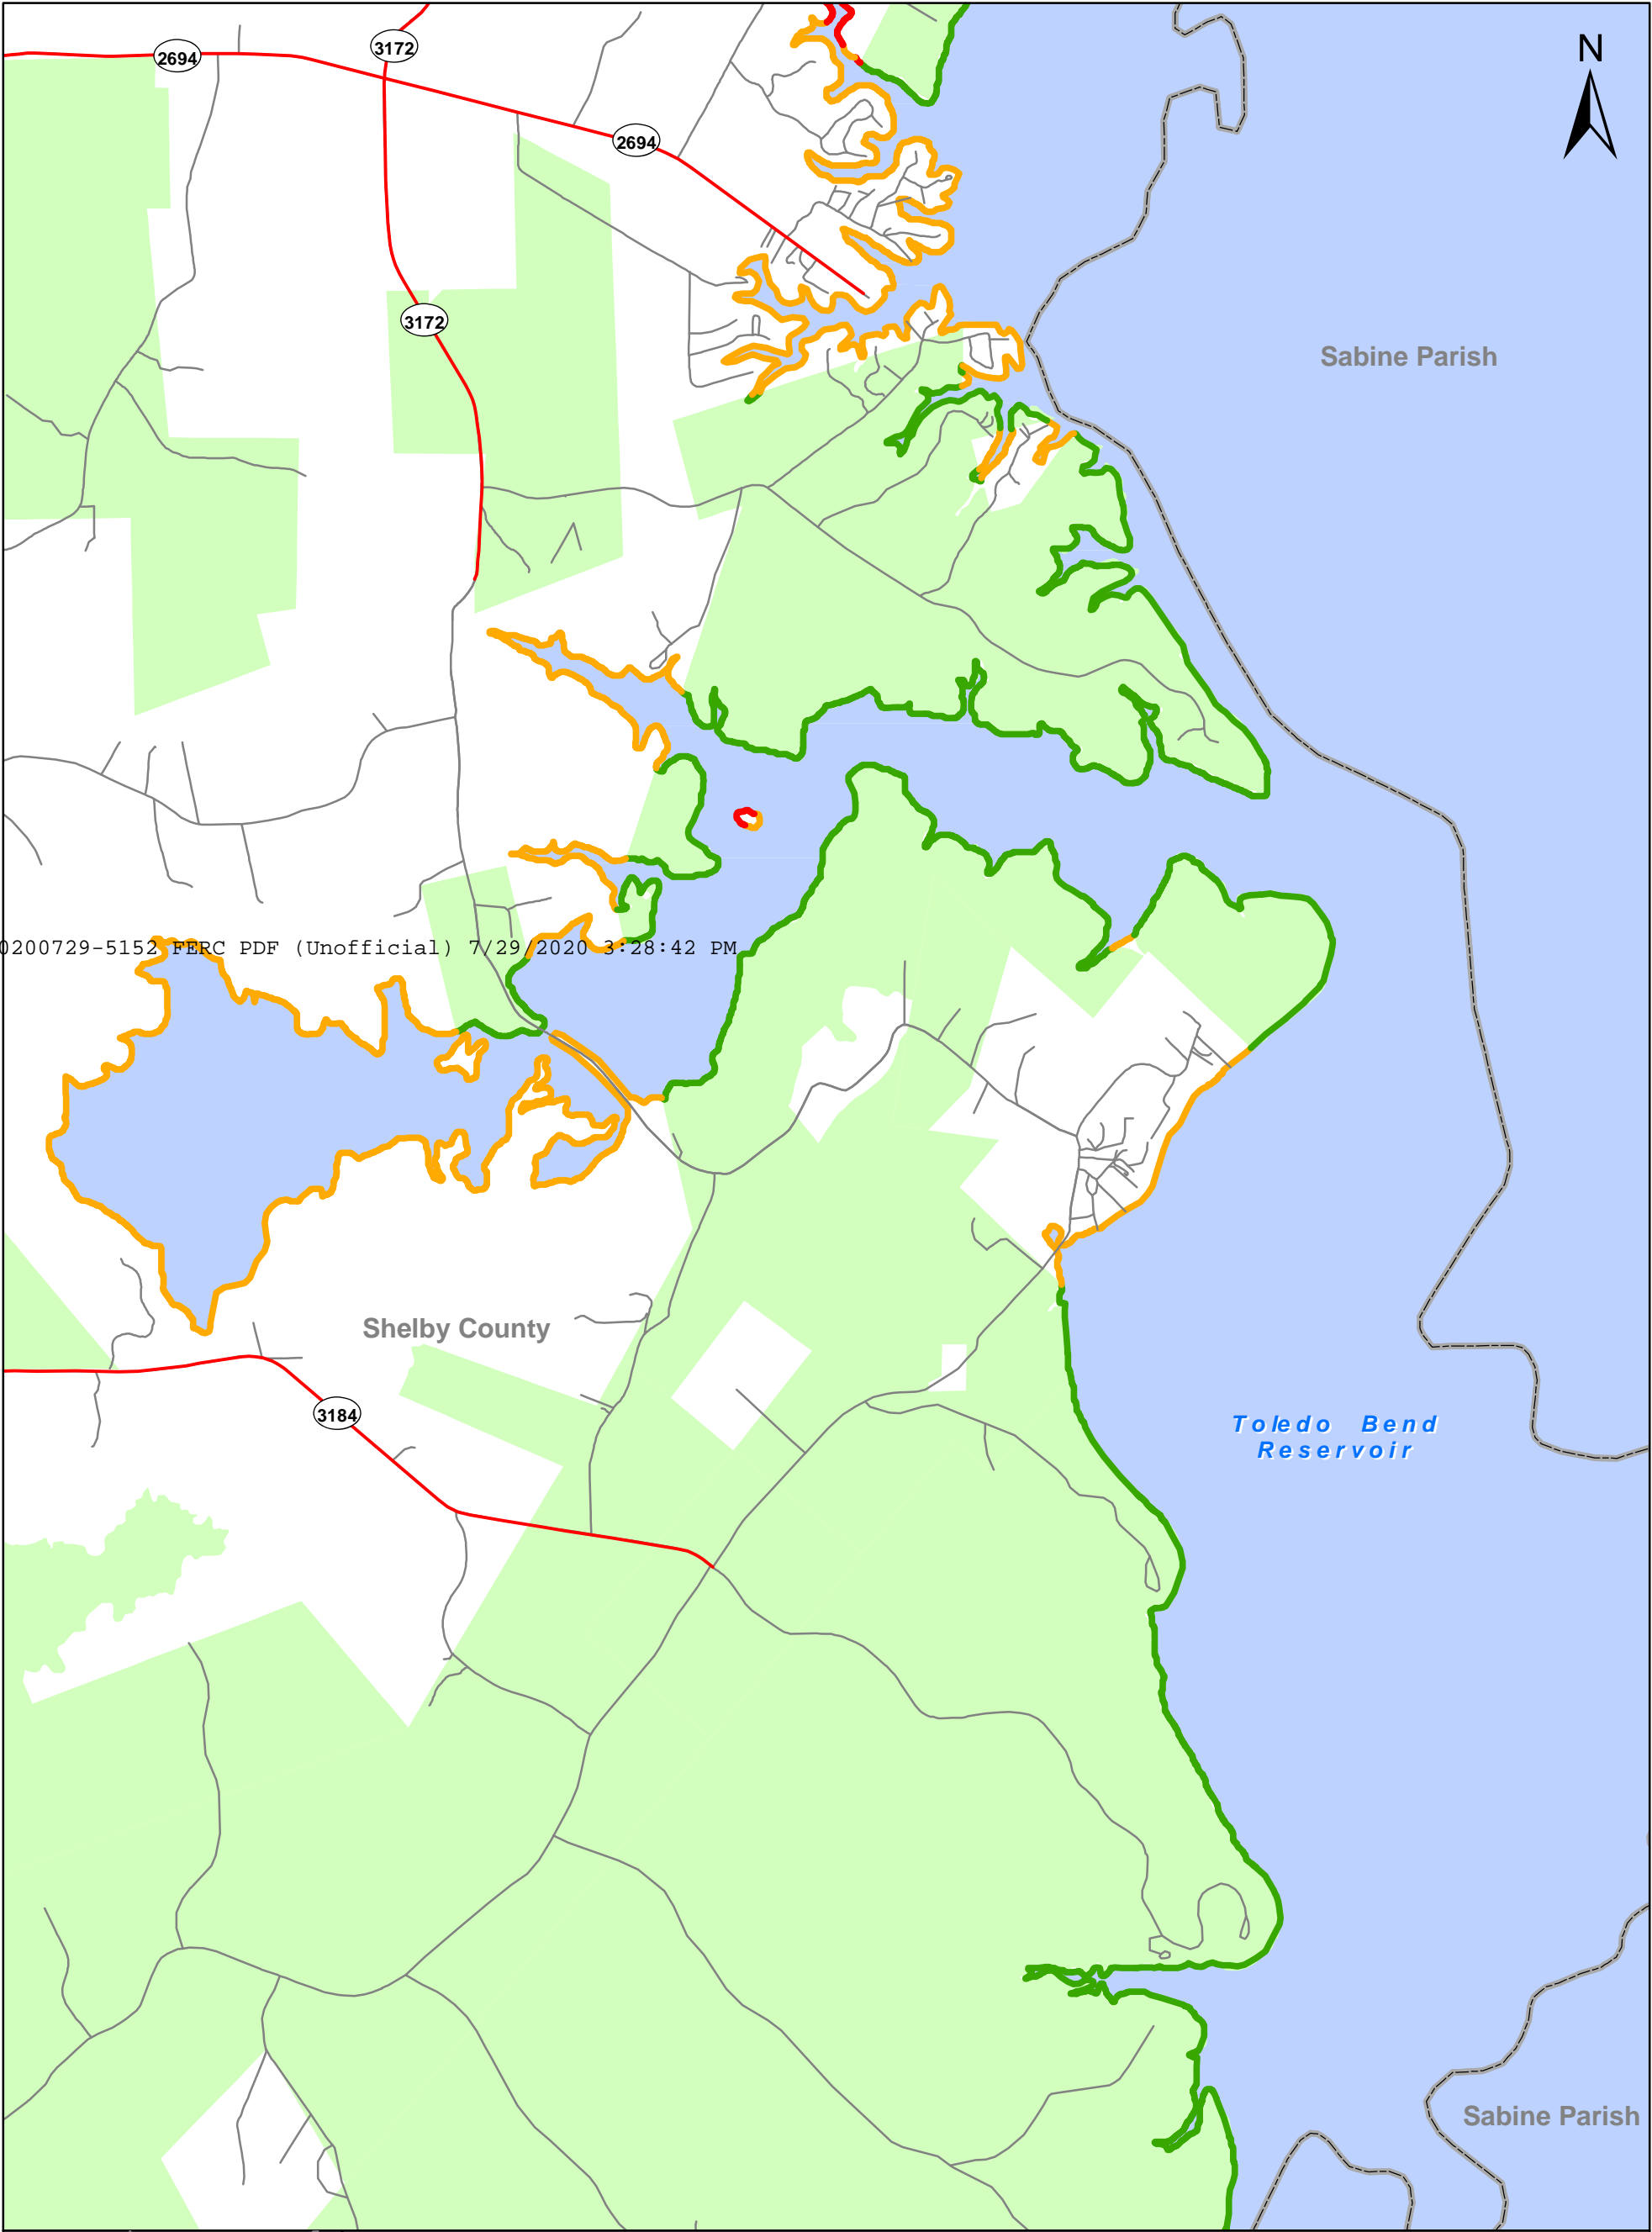 2694
3172
N
2694
3172
Sabine Parish
0200729-5152 FERC PDF (Unofficial) 7/29/2020 3:28:42 PM
Shelby County
3184
Toledo Bend
Reservoir
Sabine Parish